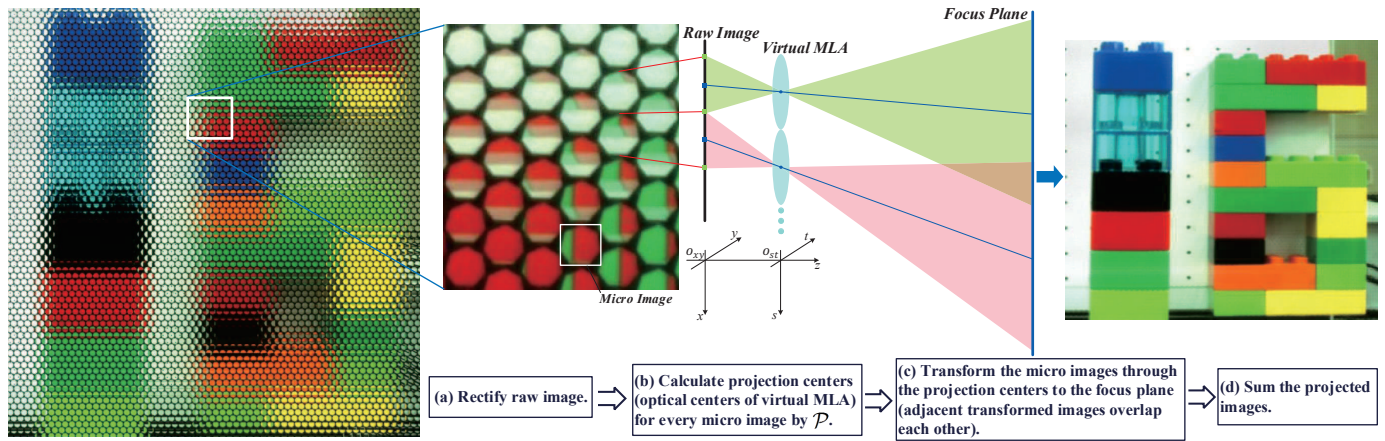 Raw Image
Virtual MLA
Focus Plane
Micro Image
y
o_xy
x
t
o_st
z
s
(a) Rectify raw image.
(b) Calculate projection centers
(optical centers of virtual MLA)
for every micro image by 𝒫.
(c) Transform the micro images through
the projection centers to the focus plane
(adjacent transformed images overlap
each other).
(d) Sum the projected
images.